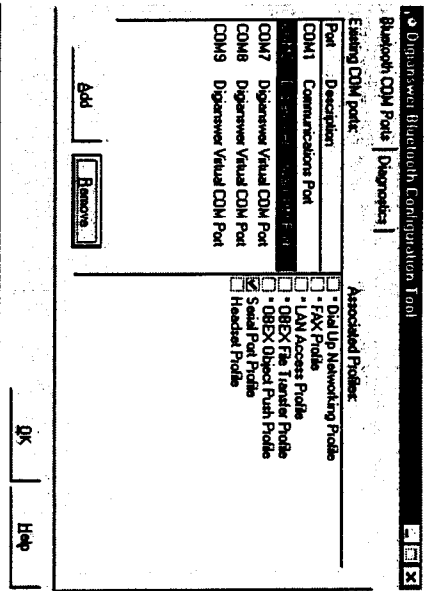 Digianswer Bluetooth Configuration Tool
Bluetooth COM Ports Diagnostics
Existing COM ports:
Port Description
COM1 Communications Port
COM7 Digianswer Virtual COM Port
COM8 Digianswer Virtual COM Port
COM9 Digianswer Virtual COM Port
Add
Remove
Associated Profiles:
* Dial Up Networking Profile
* FAX Profile
* LAN Access Profile
* OBEX File Transfer Profile
* OBEX Object Push Profile
Serial Port Profile
Headset Profile
OK
Help